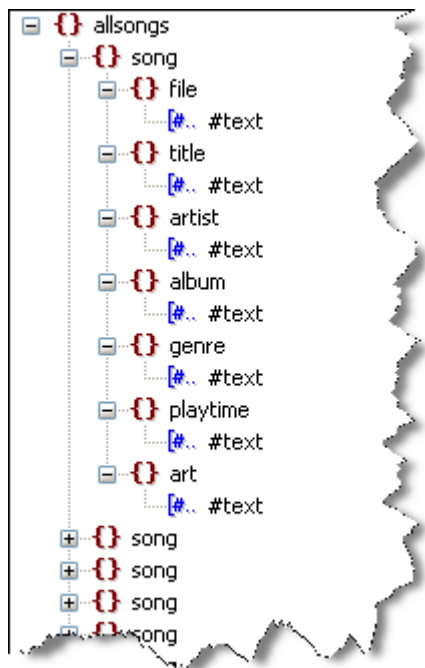 allsongs
song
file
[#.. #text
title
[#.. #text
artist
[#.. #text
album
[#.. #text
genre
[#.. #text
playtime
[#.. #text
art
[#.. #text
song
song
song
song